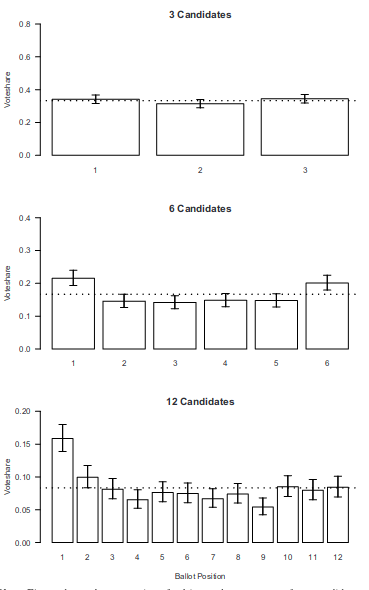 3 Candidates
0.8
0.6
0.4
0.2
0.0
Voteshare
1 2 3
6 Candidates
0.4
0.3
0.2
0.1
0.0
Voteshare
1 2 3 4 5 6
12 Candidates
0.20
0.15
0.10
0.05
0.00
Voteshare
1 2 3 4 5 6 7 8 9 10 11 12
Ballot Position